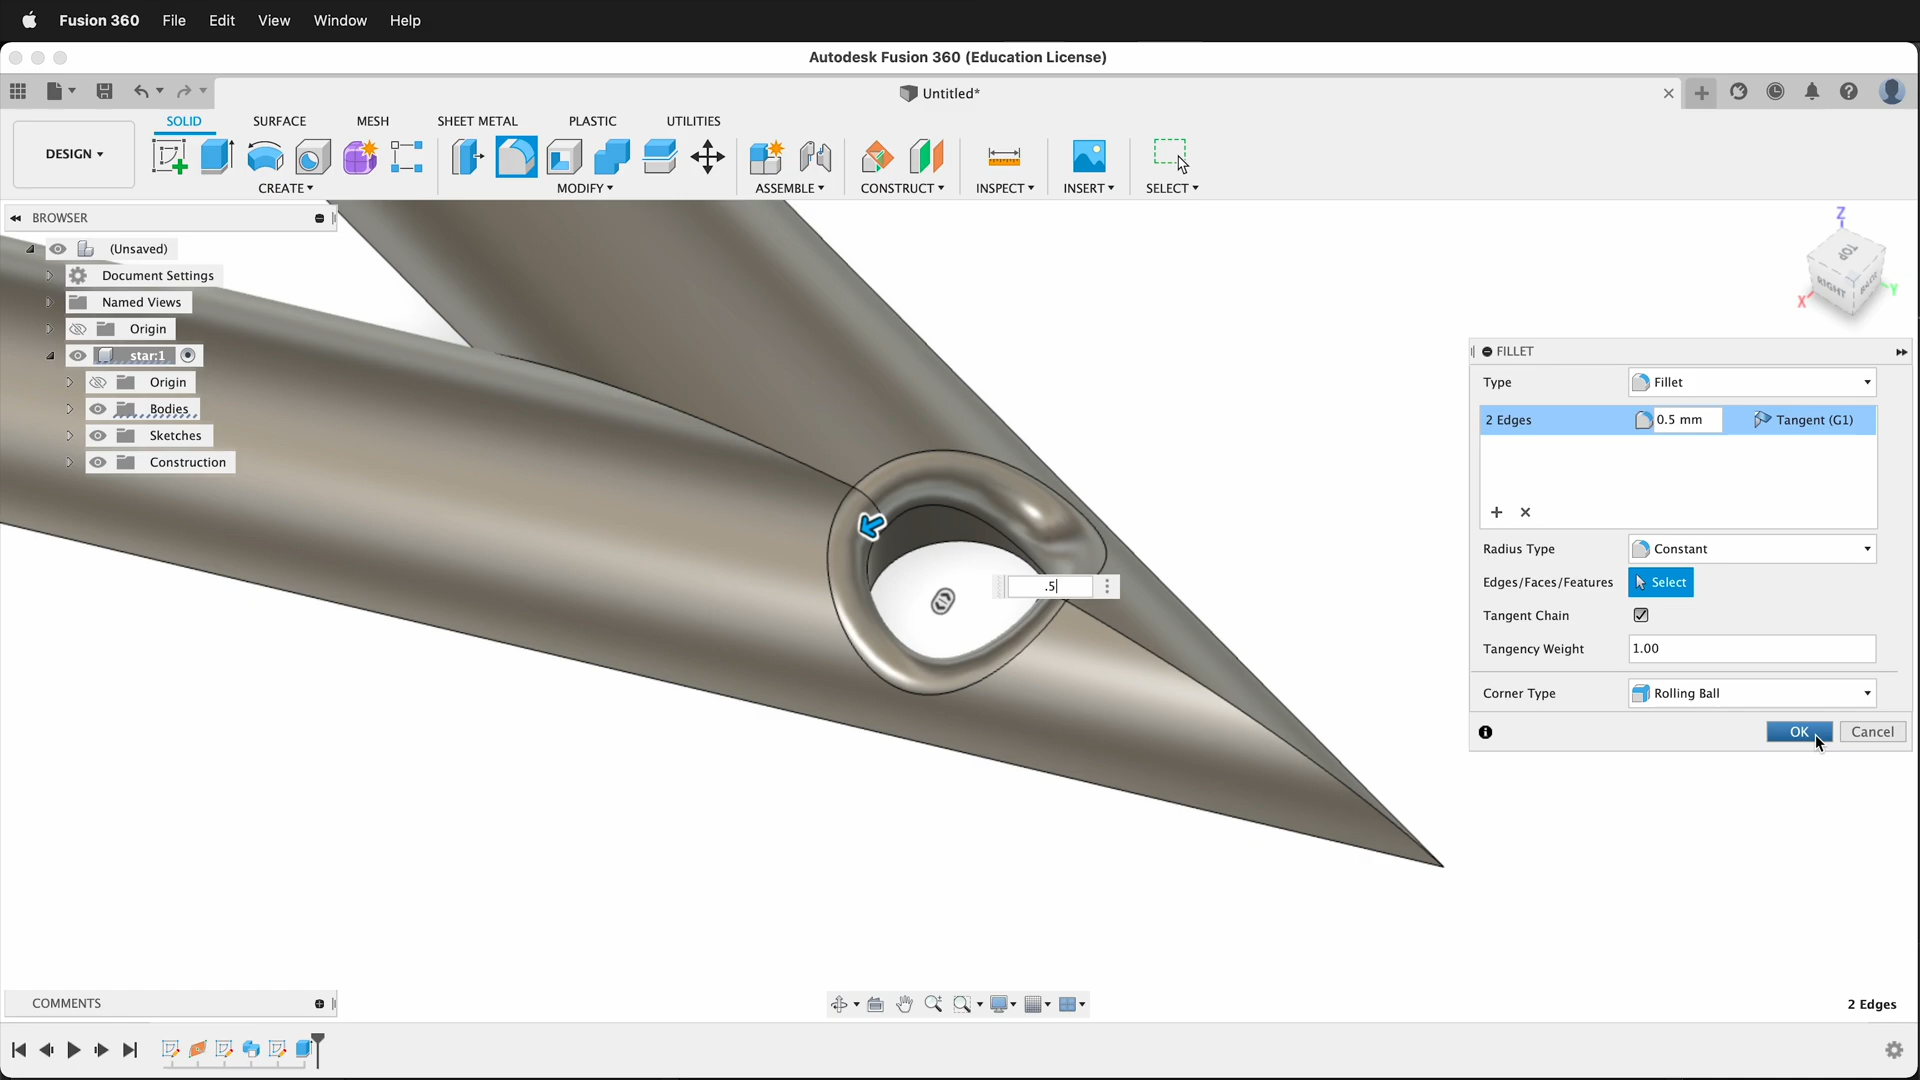 Fusion 360 File Edit View Window Help
Autodesk Fusion 360 (Education License)
Untitled*
SOLID SURFACE MESH SHEET METAL PLASTIC UTILITIES
DESIGN
CREATE MODIFY ASSEMBLE CONSTRUCT INSPECT INSERT SELECT
BROWSER
(Unsaved)
Document Settings
Named Views
Origin
star:1
Origin
Bodies
Sketches
Construction
Z
TOP
RIGHT
X
Y
FILLET
Type Fillet
2 Edges 0.5 mm Tangent (G1)
Radius Type Constant
Edges/Faces/Features Select
Tangent Chain
Tangency Weight 1.00
Corner Type Rolling Ball
OK Cancel
.5
COMMENTS
2 Edges